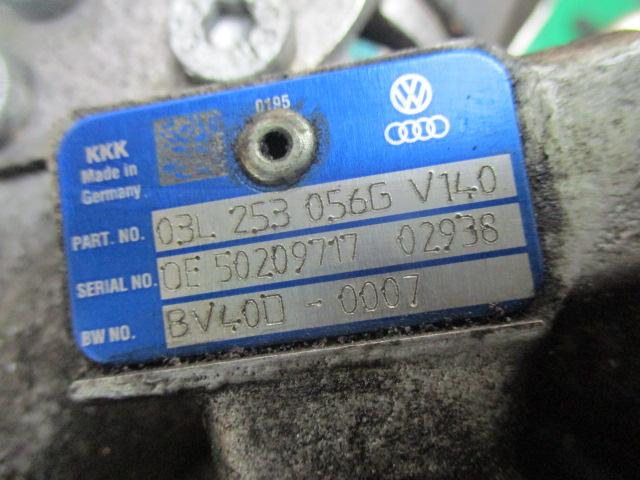 0195
KKK
Made in
Germany
PART. NO. 03L 253 056G V140
SERIAL NO. OE 50209717 02938
BW NO. BV40D - 0007